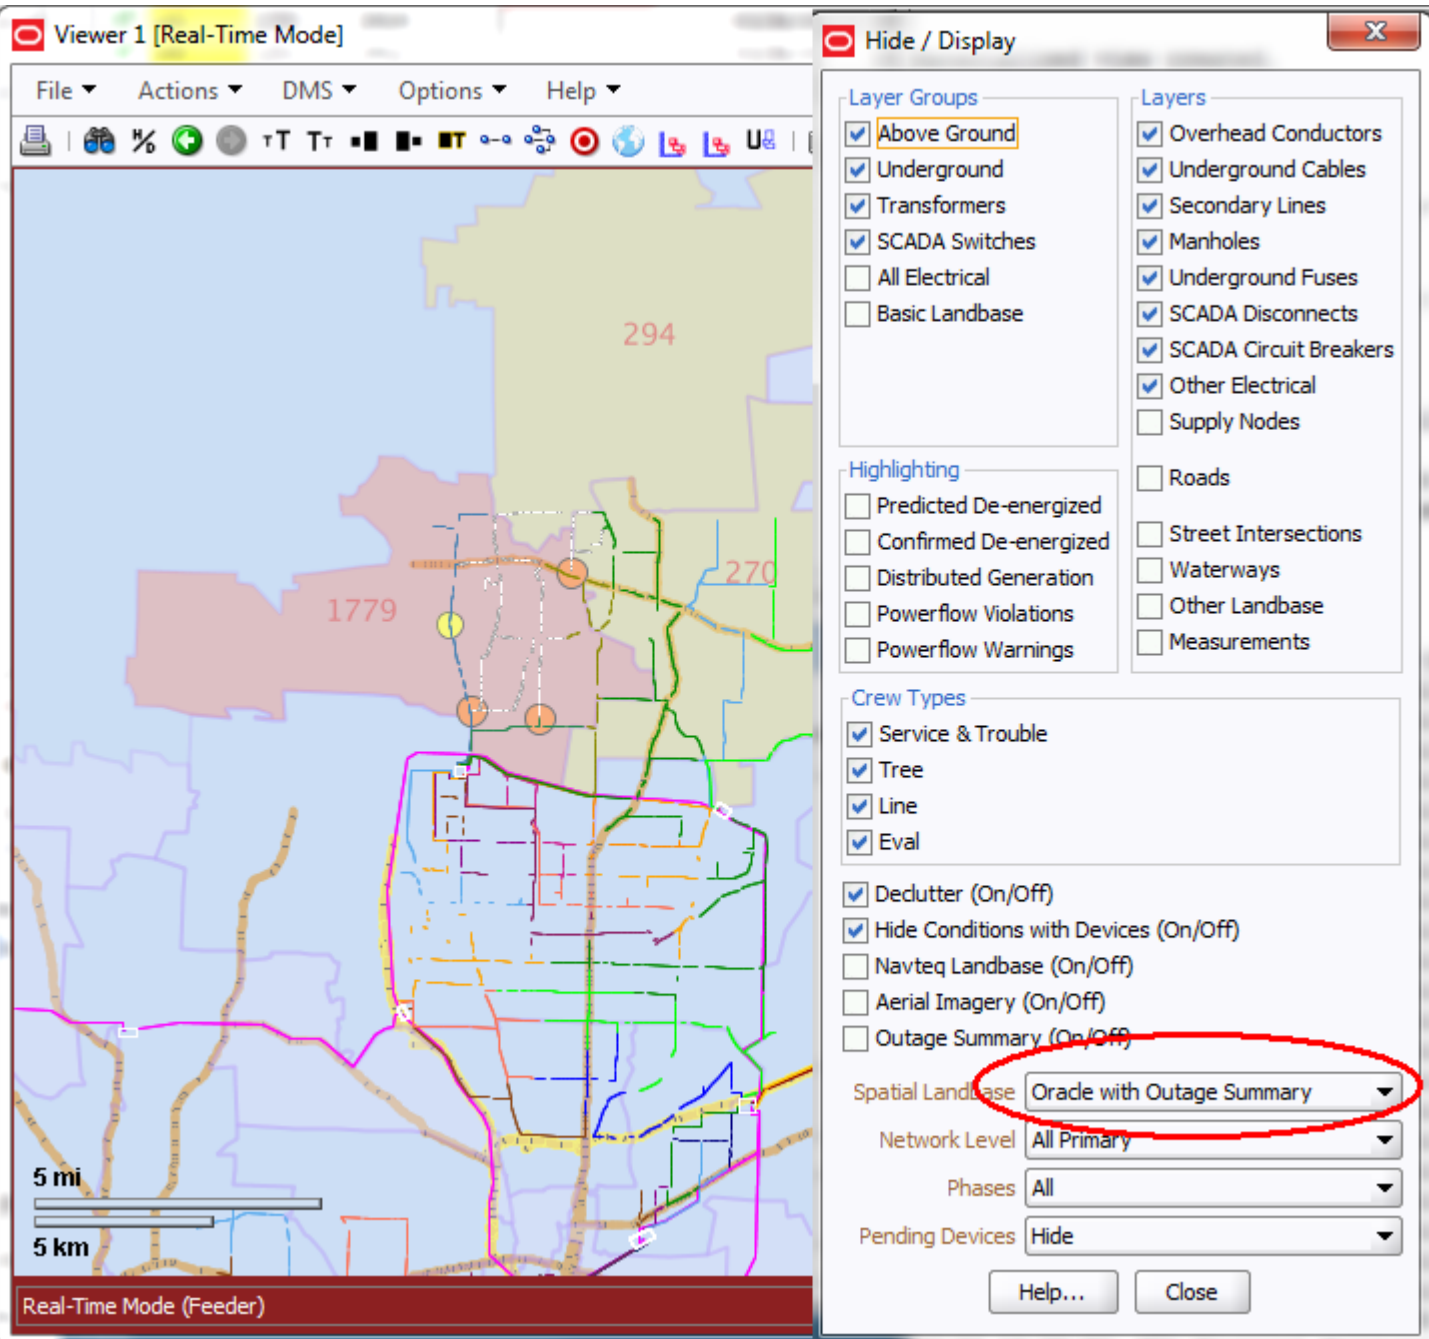 Viewer 1 [Real-Time Mode]
File Actions DMS Options Help
H/D TT TT T U
294
270
1779
5 mi
5 km
Real-Time Mode (Feeder)
Hide / Display
Layer Groups
Above Ground
Underground
Transformers
SCADA Switches
All Electrical
Basic Landbase
Layers
Overhead Conductors
Underground Cables
Secondary Lines
Manholes
Underground Fuses
SCADA Disconnects
SCADA Circuit Breakers
Other Electrical
Supply Nodes
Roads
Street Intersections
Waterways
Other Landbase
Measurements
Highlighting
Predicted De-energized
Confirmed De-energized
Distributed Generation
Powerflow Violations
Powerflow Warnings
Crew Types
Service & Trouble
Tree
Line
Eval
Declutter (On/Off)
Hide Conditions with Devices (On/Off)
Navteq Landbase (On/Off)
Aerial Imagery (On/Off)
Outage Summary (On/Off)
Spatial Landbase Oracle with Outage Summary
Network Level All Primary
Phases All
Pending Devices Hide
Help... Close